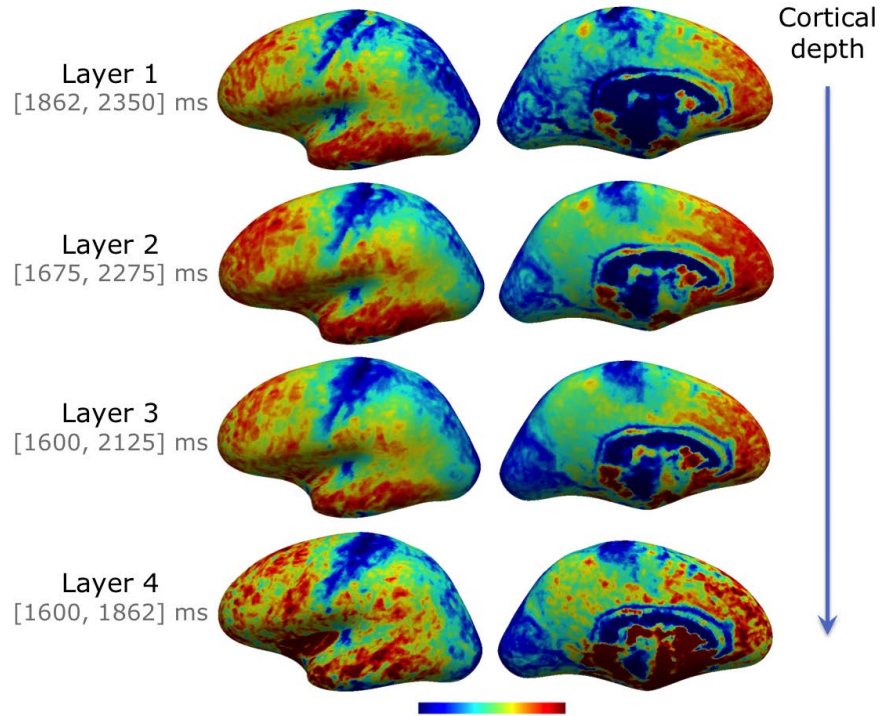 Cortical
depth
Layer 1
[1862, 2350] ms
Layer 2
[1675, 2275] ms
Layer 3
[1600, 2125] ms
Layer 4
[1600, 1862] ms